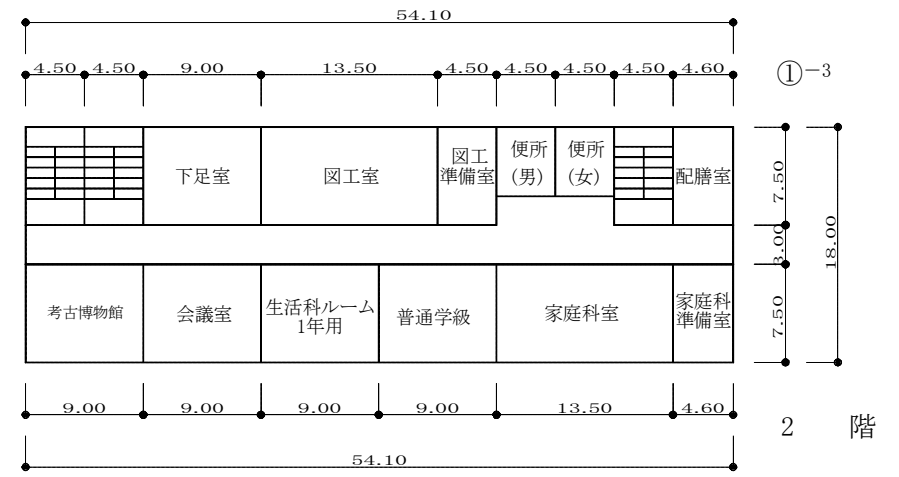 54.10
4.50 4.50 9.00 13.50 4.50 4.50 4.50 4.50 4.60
①-3
下足室
図工室
図工
準備室
便所
(男)
便所
(女)
配膳室
7.50
3.00
18.00
7.50
考古博物館
会議室
生活科ルーム
1年用
普通学級
家庭科室
家庭科
準備室
9.00 9.00 9.00 9.00 13.50 4.60
2 階
54.10